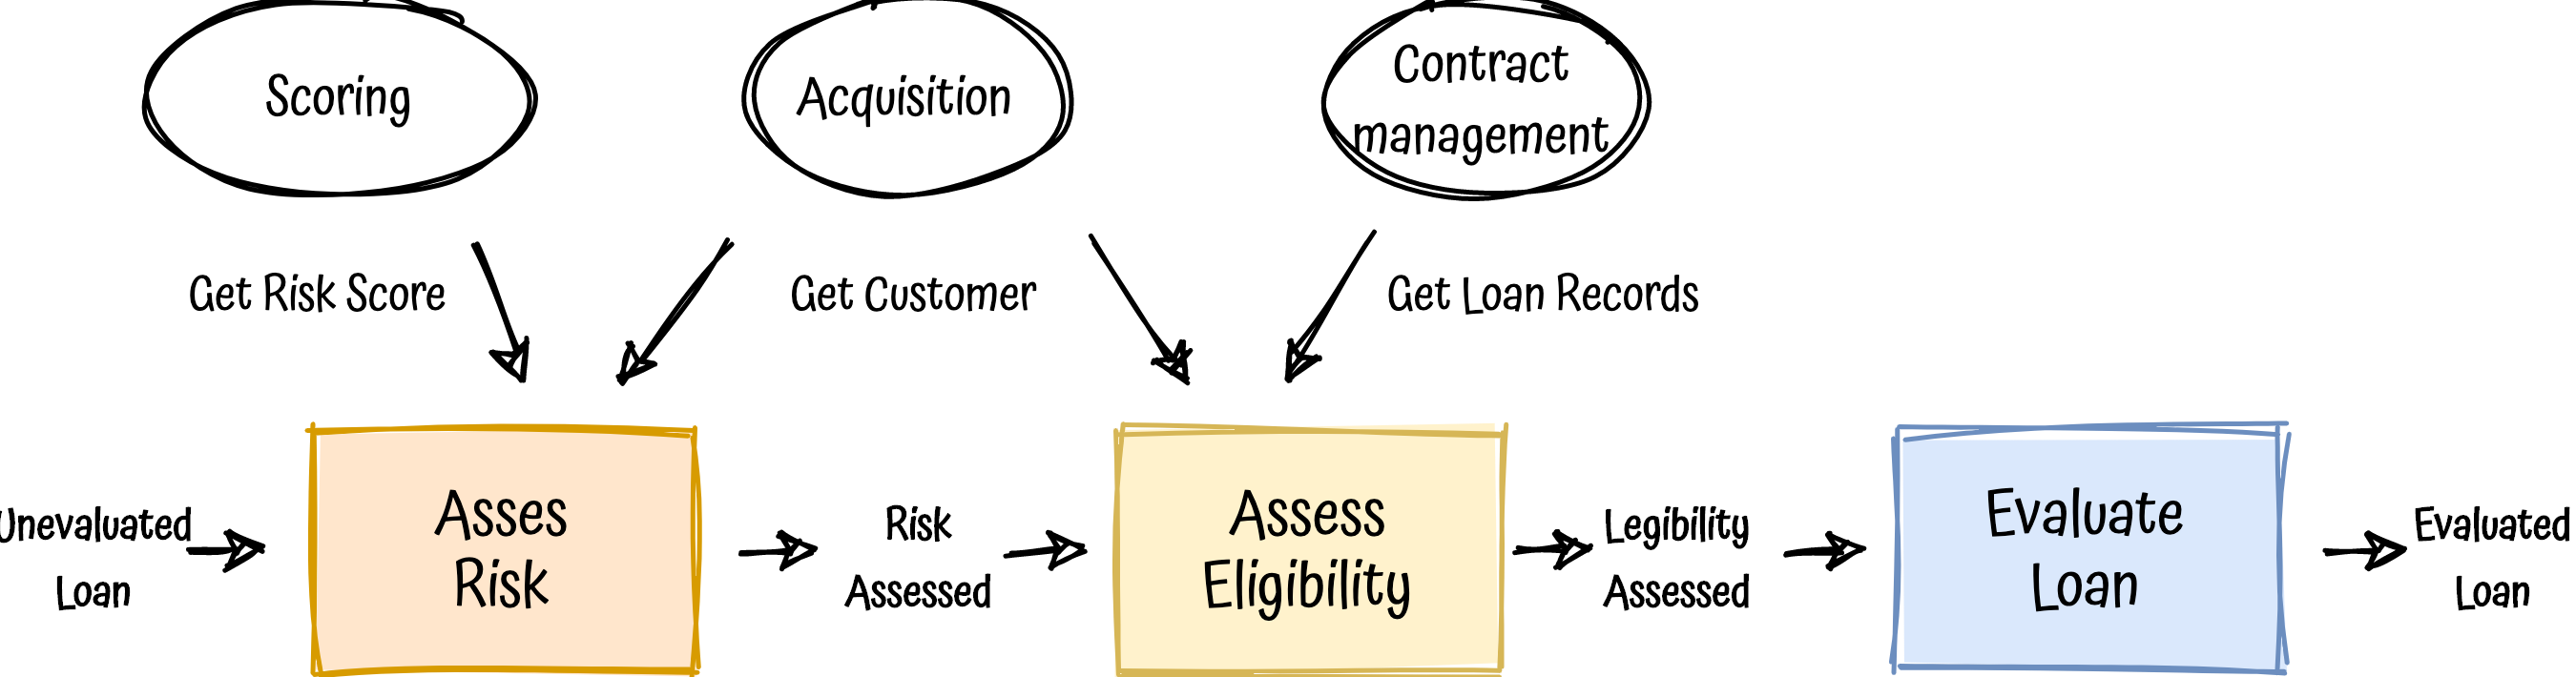 Scoring
Acquisition
Contract
management
Get Risk Score
Get Customer
Get Loan Records
Unevaluated
Loan
Asses
Risk
Risk
Assessed
Assess
Eligibility
Legibility
Assessed
Evaluate
Loan
Evaluated
Loan